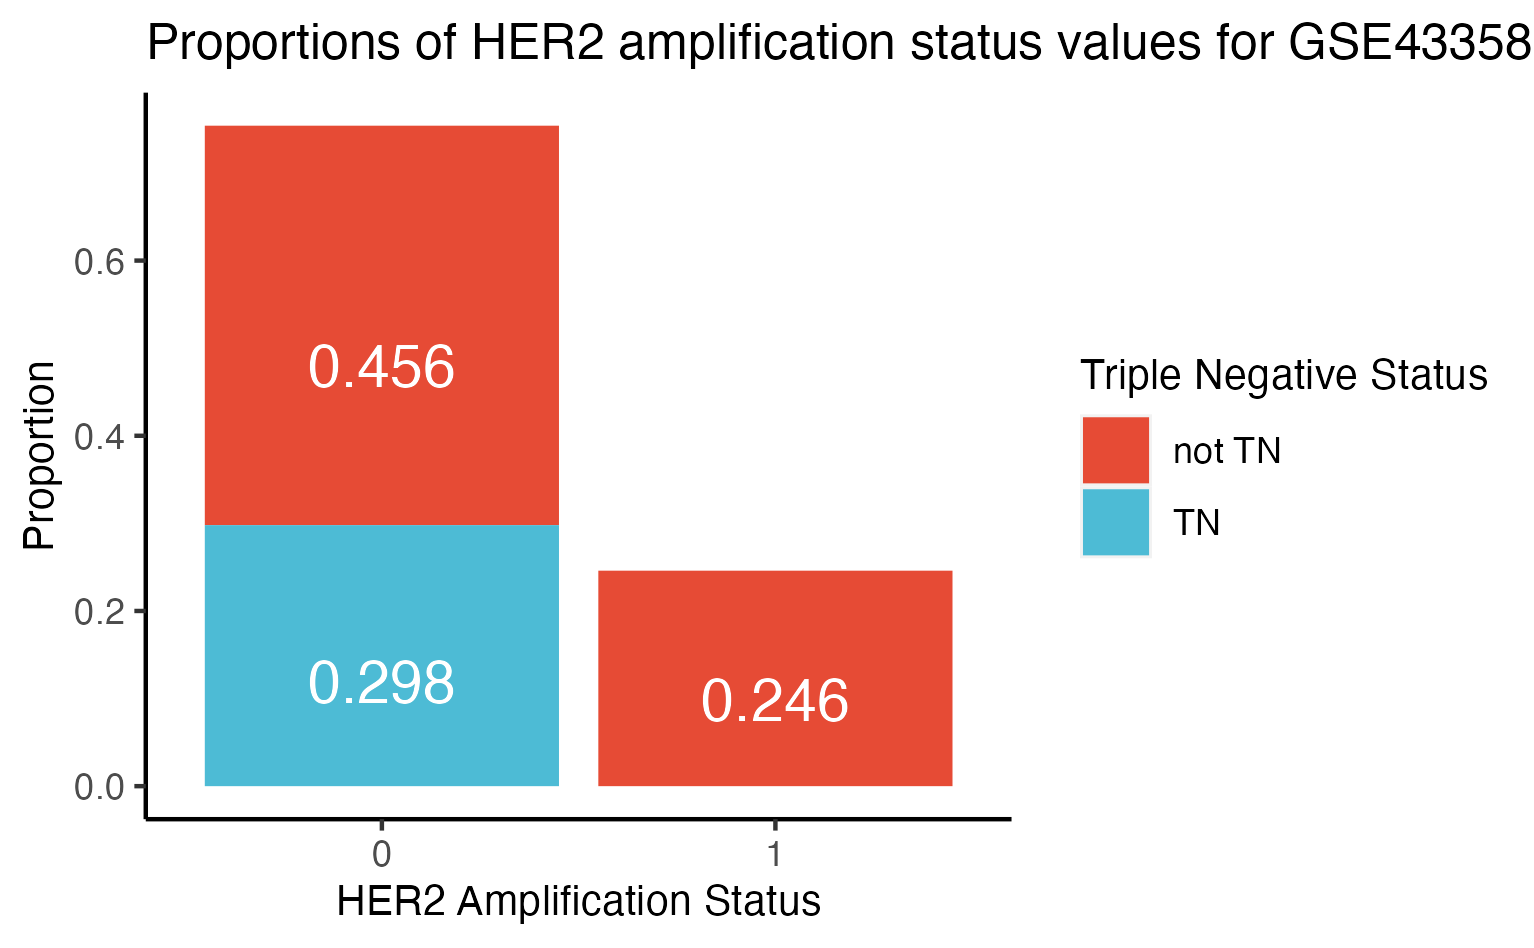 Proportions of HER2 amplification status values for GSE43358
Proportion
0.6
0.4
0.2
0.0
0.456
0.298
0.246
0
1
HER2 Amplification Status
Triple Negative Status
not TN
TN